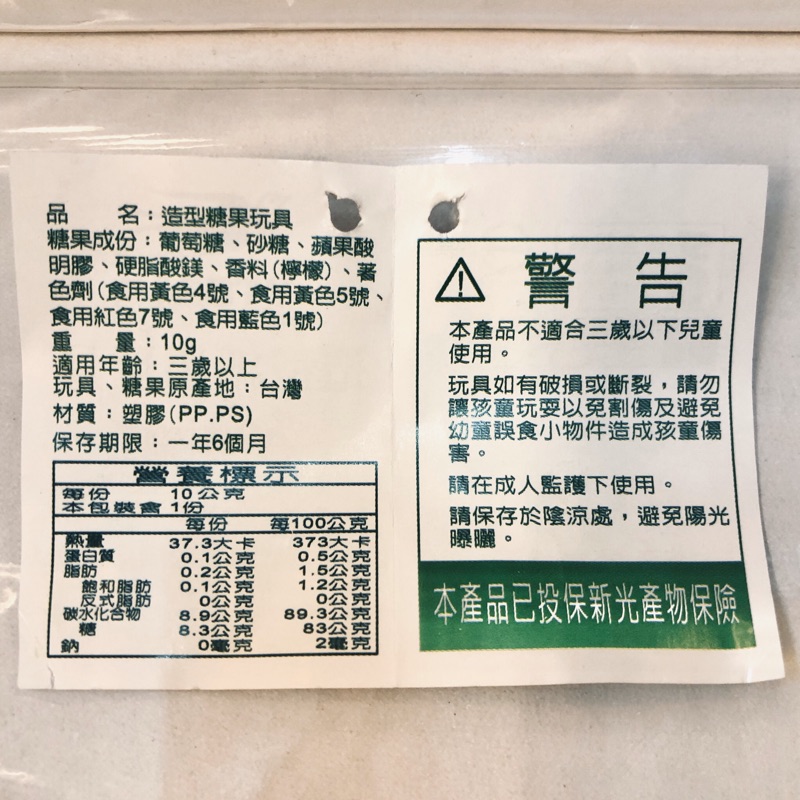 品　　名：造型糖果玩具
糖果成份：葡萄糖、砂糖、蘋果酸
明膠、硬脂酸鎂、香料(檸檬)、著
色劑(食用黃色4號、食用黃色5號、
食用紅色7號、食用藍色1號)
重　　量：10g
適用年齡：三歲以上
玩具、糖果原產地：台灣
材質：塑膠(PP.PS)
保存期限：一年6個月
營養標示
每份 10公克
本包裝含 1份
每份 每100公克
熱量 37.3大卡 373大卡
蛋白質 0.1公克 0.5公克
脂肪 0.2公克 1.5公克
飽和脂肪 0.1公克 1.2公克
反式脂肪 0公克 0公克
碳水化合物 8.9公克 89.3公克
糖 8.3公克 83公克
鈉 0毫克 2毫克
警告
本產品不適合三歲以下兒童
使用。
玩具如有破損或斷裂，請勿
讓孩童玩耍以免割傷及避免
幼童誤食小物件造成孩童傷
害。
請在成人監護下使用。
請保存於陰涼處，避免陽光
曝曬。
本產品已投保新光產物保險